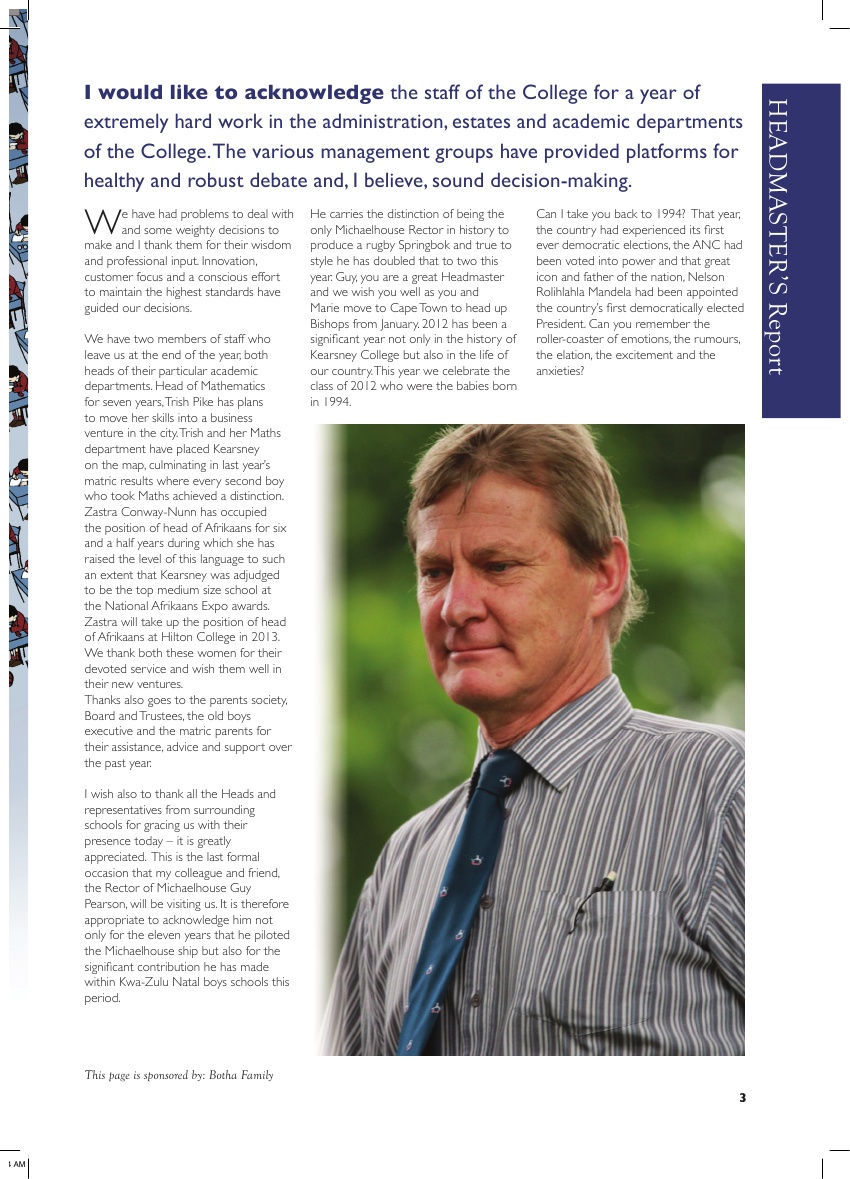 I would like to acknowledge the staff of the College for a year of
extremely hard work in the administration, estates and academic departments
of the College. The various management groups have provided platforms for
healthy and robust debate and, I believe, sound decision-making.
HEADMASTER'S Report
We have had problems to deal with
and some weighty decisions to
make and I thank them for their wisdom
and professional input. Innovation,
customer focus and a conscious effort
to maintain the highest standards have
guided our decisions.
We have two members of staff who
leave us at the end of the year, both
heads of their particular academic
departments. Head of Mathematics
for seven years, Trish Pike has plans
to move her skills into a business
venture in the city. Trish and her Maths
department have placed Kearsney
on the map, culminating in last year's
matric results where every second boy
who took Maths achieved a distinction.
Zastra Conway-Nunn has occupied
the position of head of Afrikaans for six
and a half years during which she has
raised the level of this language to such
an extent that Kearsney was adjudged
to be the top medium size school at
the National Afrikaans Expo awards.
Zastra will take up the position of head
of Afrikaans at Hilton College in 2013.
We thank both these women for their
devoted service and wish them well in
their new ventures.
Thanks also goes to the parents society,
Board and Trustees, the old boys
executive and the matric parents for
their assistance, advice and support over
the past year.
I wish also to thank all the Heads and
representatives from surrounding
schools for gracing us with their
presence today – it is greatly
appreciated. This is the last formal
occasion that my colleague and friend,
the Rector of Michaelhouse Guy
Pearson, will be visiting us. It is therefore
appropriate to acknowledge him not
only for the eleven years that he piloted
the Michaelhouse ship but also for the
significant contribution he has made
within Kwa-Zulu Natal boys schools this
period.
He carries the distinction of being the
only Michaelhouse Rector in history to
produce a rugby Springbok and true to
style he has doubled that to two this
year. Guy, you are a great Headmaster
and we wish you well as you and
Marie move to Cape Town to head up
Bishops from January. 2012 has been a
significant year not only in the history of
Kearsney College but also in the life of
our country. This year we celebrate the
class of 2012 who were the babies born
in 1994.
Can I take you back to 1994? That year,
the country had experienced its first
ever democratic elections, the ANC had
been voted into power and that great
icon and father of the nation, Nelson
Rolihlahla Mandela had been appointed
the country's first democratically elected
President. Can you remember the
roller-coaster of emotions, the rumours,
the elation, the excitement and the
anxieties?
This page is sponsored by: Botha Family
3
AM